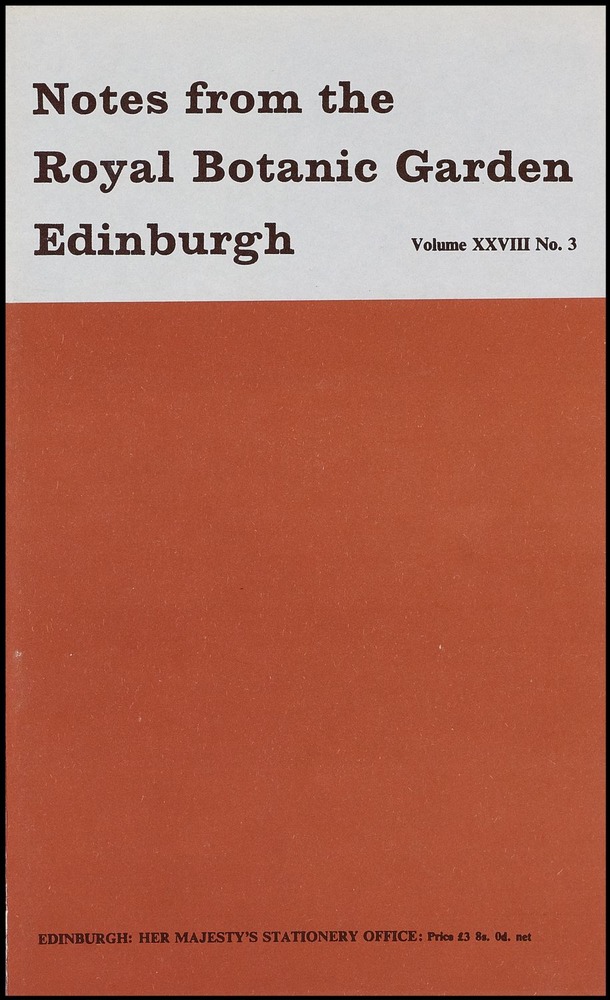 Notes from the
Royal Botanic Garden
Edinburgh
Volume XXVIII No. 3
EDINBURGH: HER MAJESTY'S STATIONERY OFFICE: Price £3 8s. 0d. net